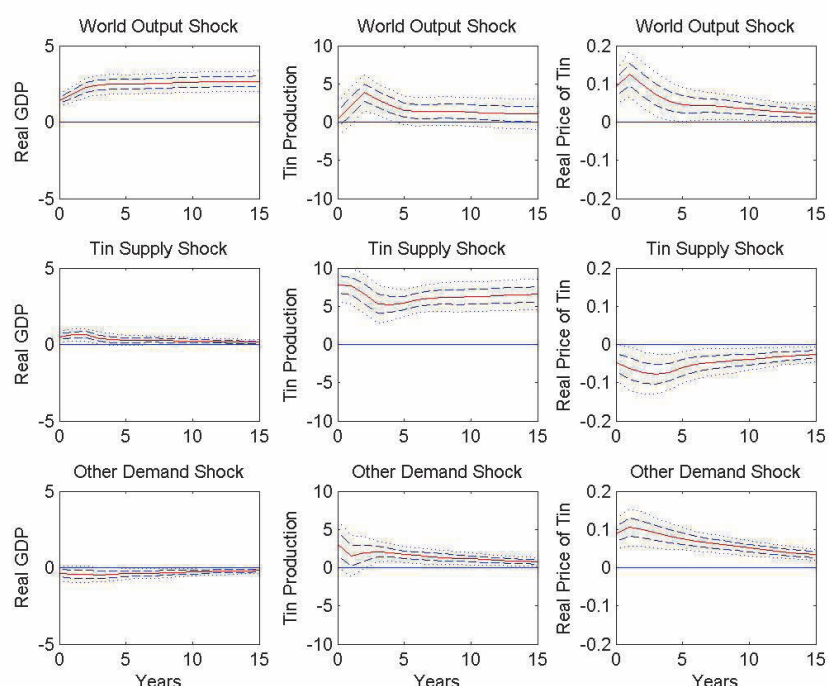 World Output Shock
Real GDP
5
0
-5
0 5 10 15
World Output Shock
Tin Production
10
5
0
-5
-10
0 5 10 15
World Output Shock
Real Price of Tin
0.2
0.1
0
-0.1
-0.2
0 5 10 15
Tin Supply Shock
Real GDP
5
0
-5
0 5 10 15
Tin Supply Shock
Tin Production
10
5
0
-5
-10
0 5 10 15
Tin Supply Shock
Real Price of Tin
0.2
0.1
0
-0.1
-0.2
0 5 10 15
Other Demand Shock
Real GDP
5
0
-5
0 5 10 15
Years
Other Demand Shock
Tin Production
10
5
0
-5
-10
0 5 10 15
Years
Other Demand Shock
Real Price of Tin
0.2
0.1
0
-0.1
-0.2
0 5 10 15
Years